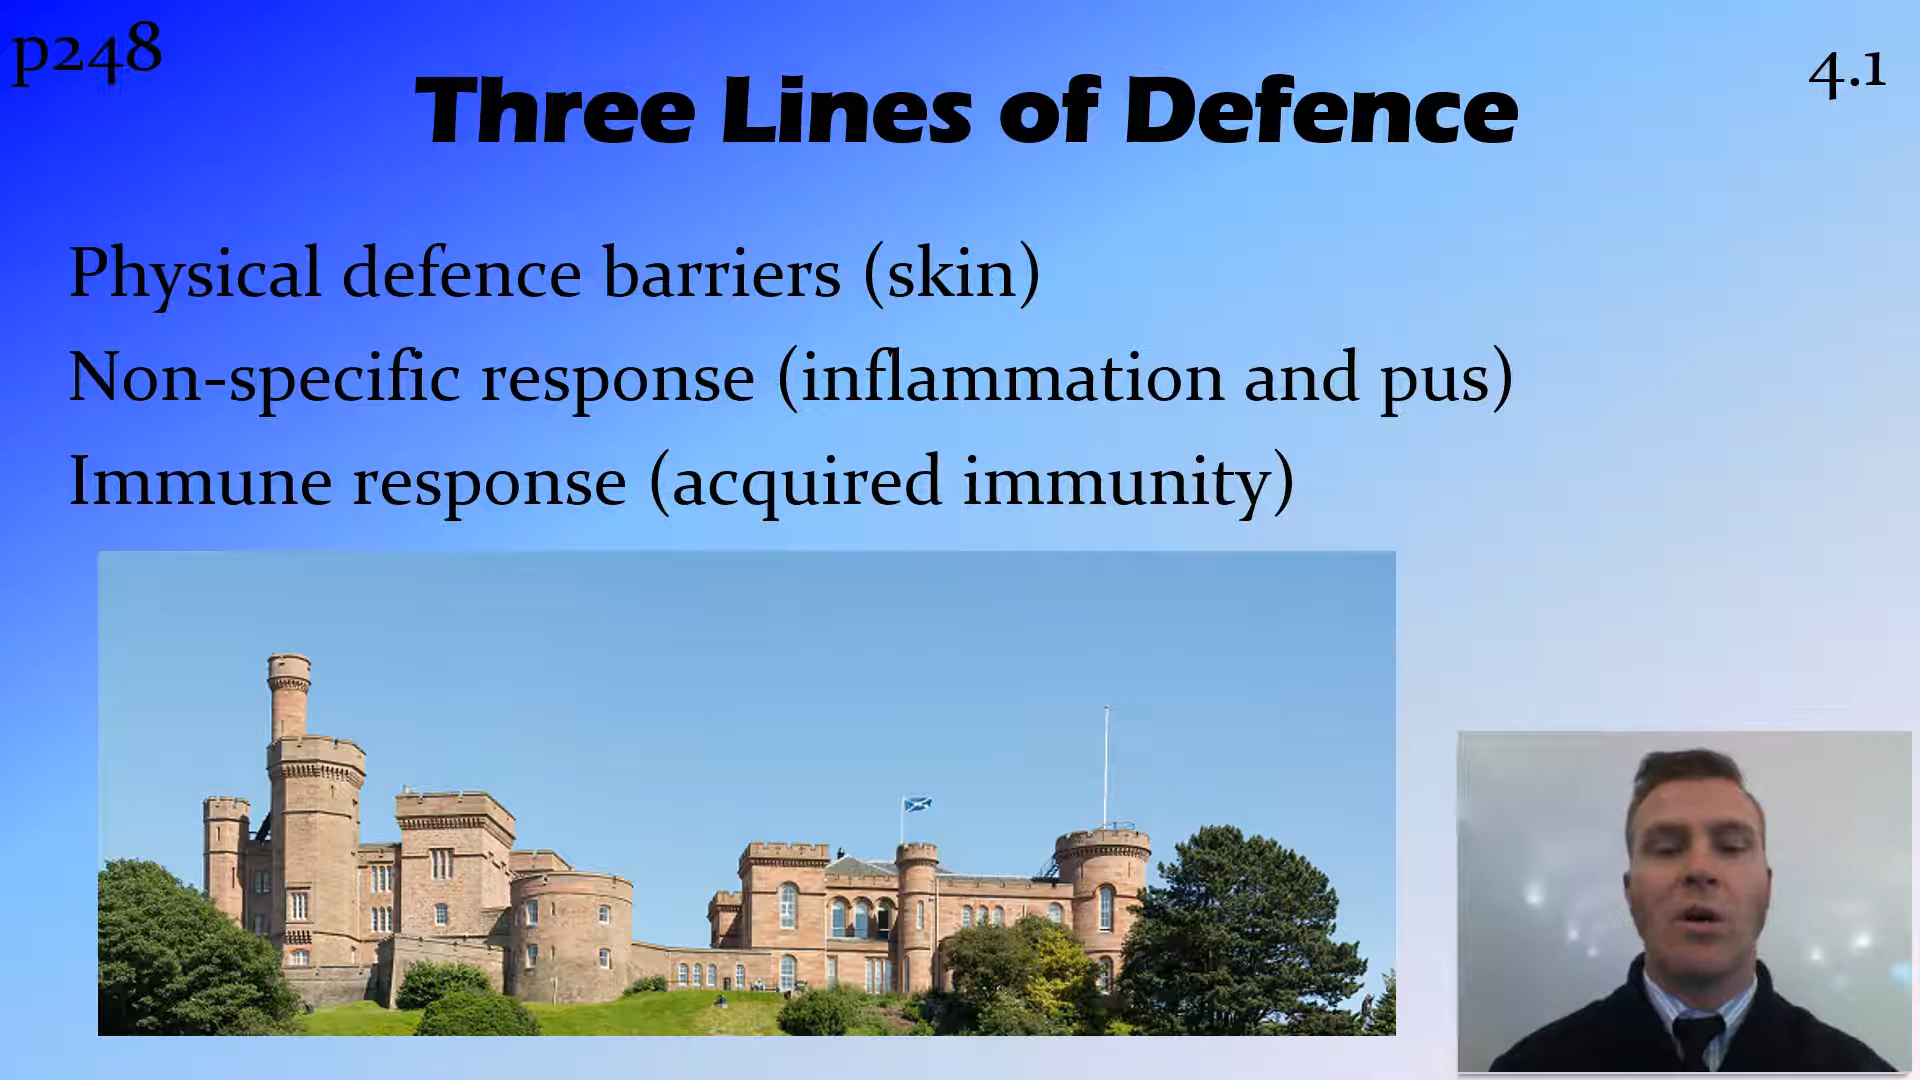 p248
4.1
Three Lines of Defence
Physical defence barriers (skin)
Non-specific response (inflammation and pus)
Immune response (acquired immunity)